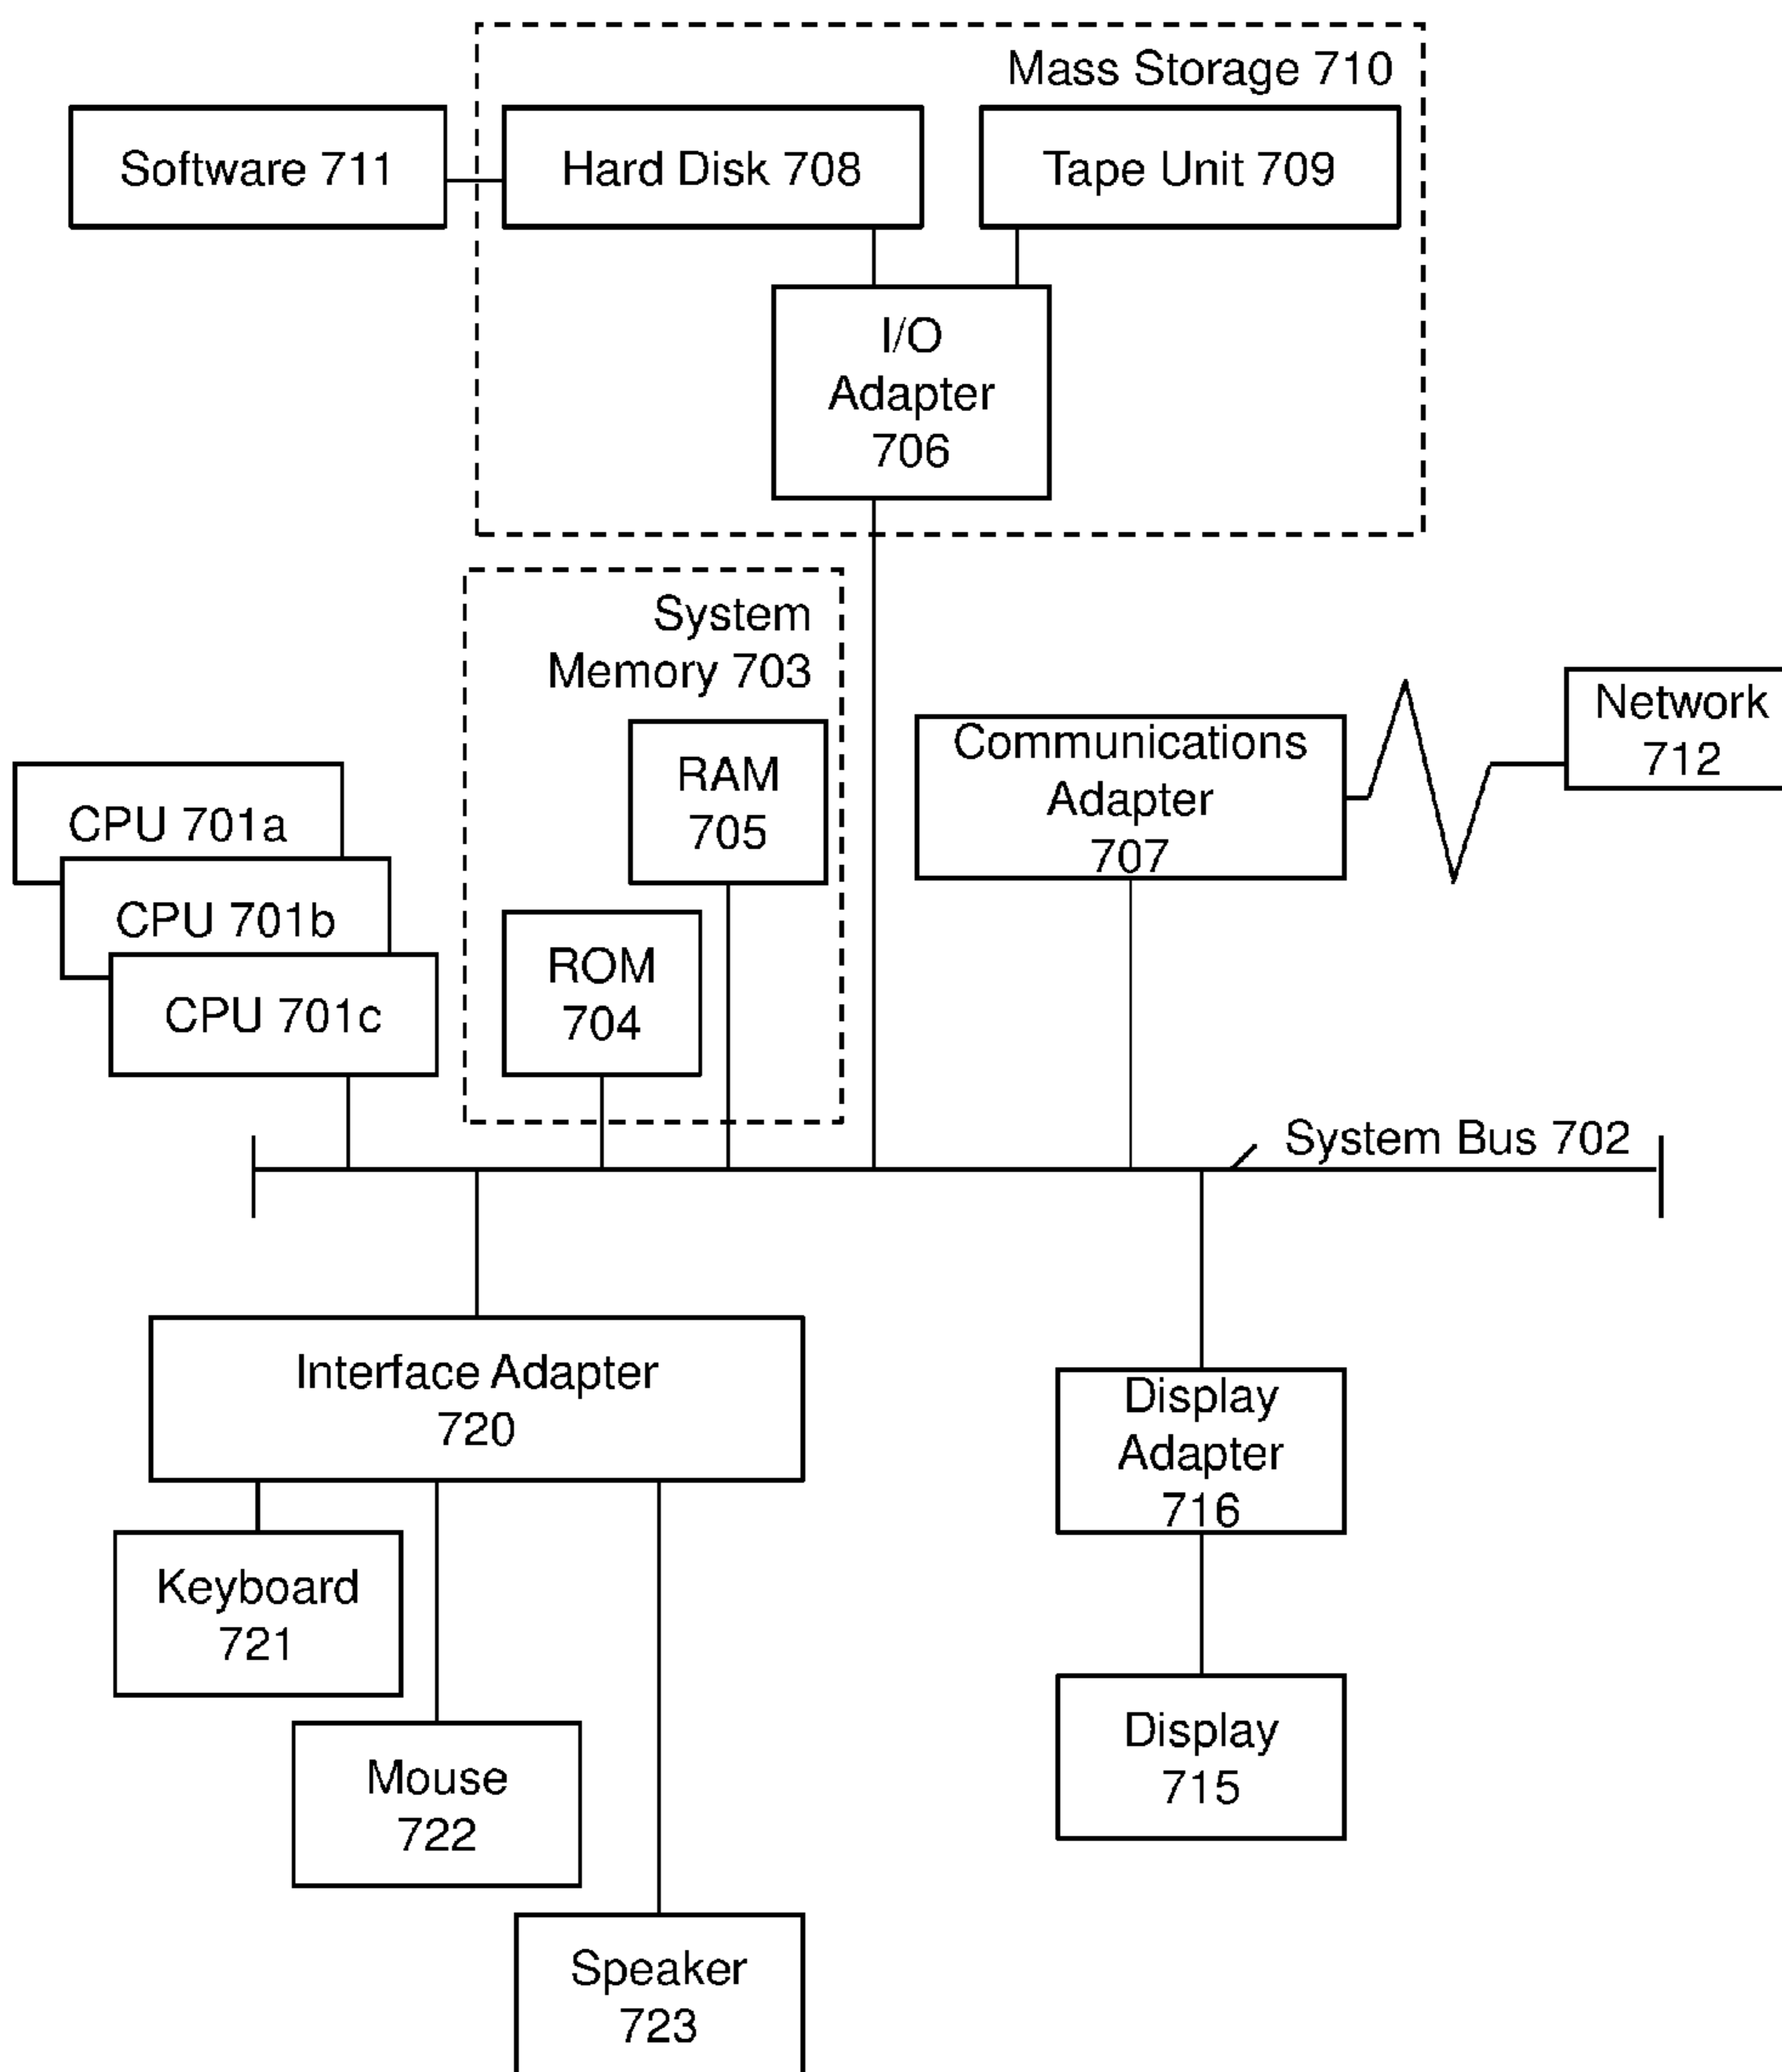 Mass Storage 710
Software 711
Hard Disk 708
Tape Unit 709
I/O
Adapter
706
System
Memory 703
RAM
705
ROM
704
Communications
Adapter
707
Network
712
CPU 701a
CPU 701b
CPU 701c
System Bus 702
Interface Adapter
720
Display
Adapter
716
Keyboard
721
Mouse
722
Display
715
Speaker
723